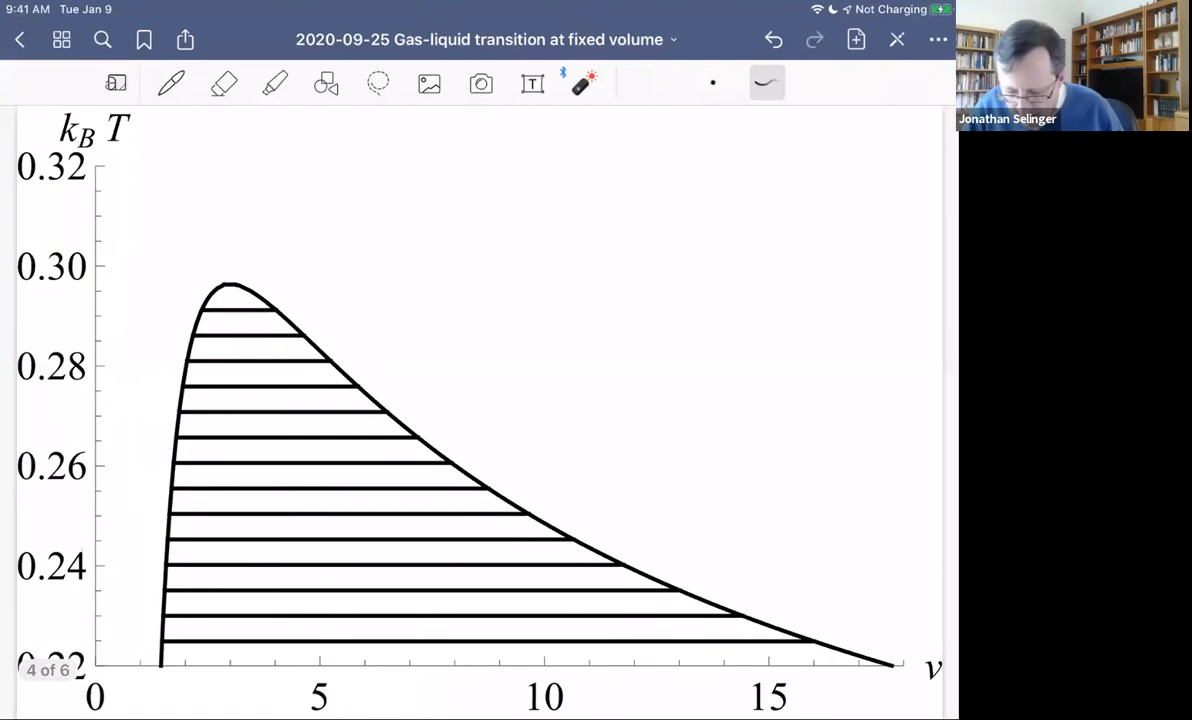 9:41 AM Tue Jan 9
Not Charging
2020-09-25 Gas-liquid transition at fixed volume
T
Jonathan Selinger
k_B T
0.32
0.30
0.28
0.26
0.24
4 of 6
v
0 5 10 15